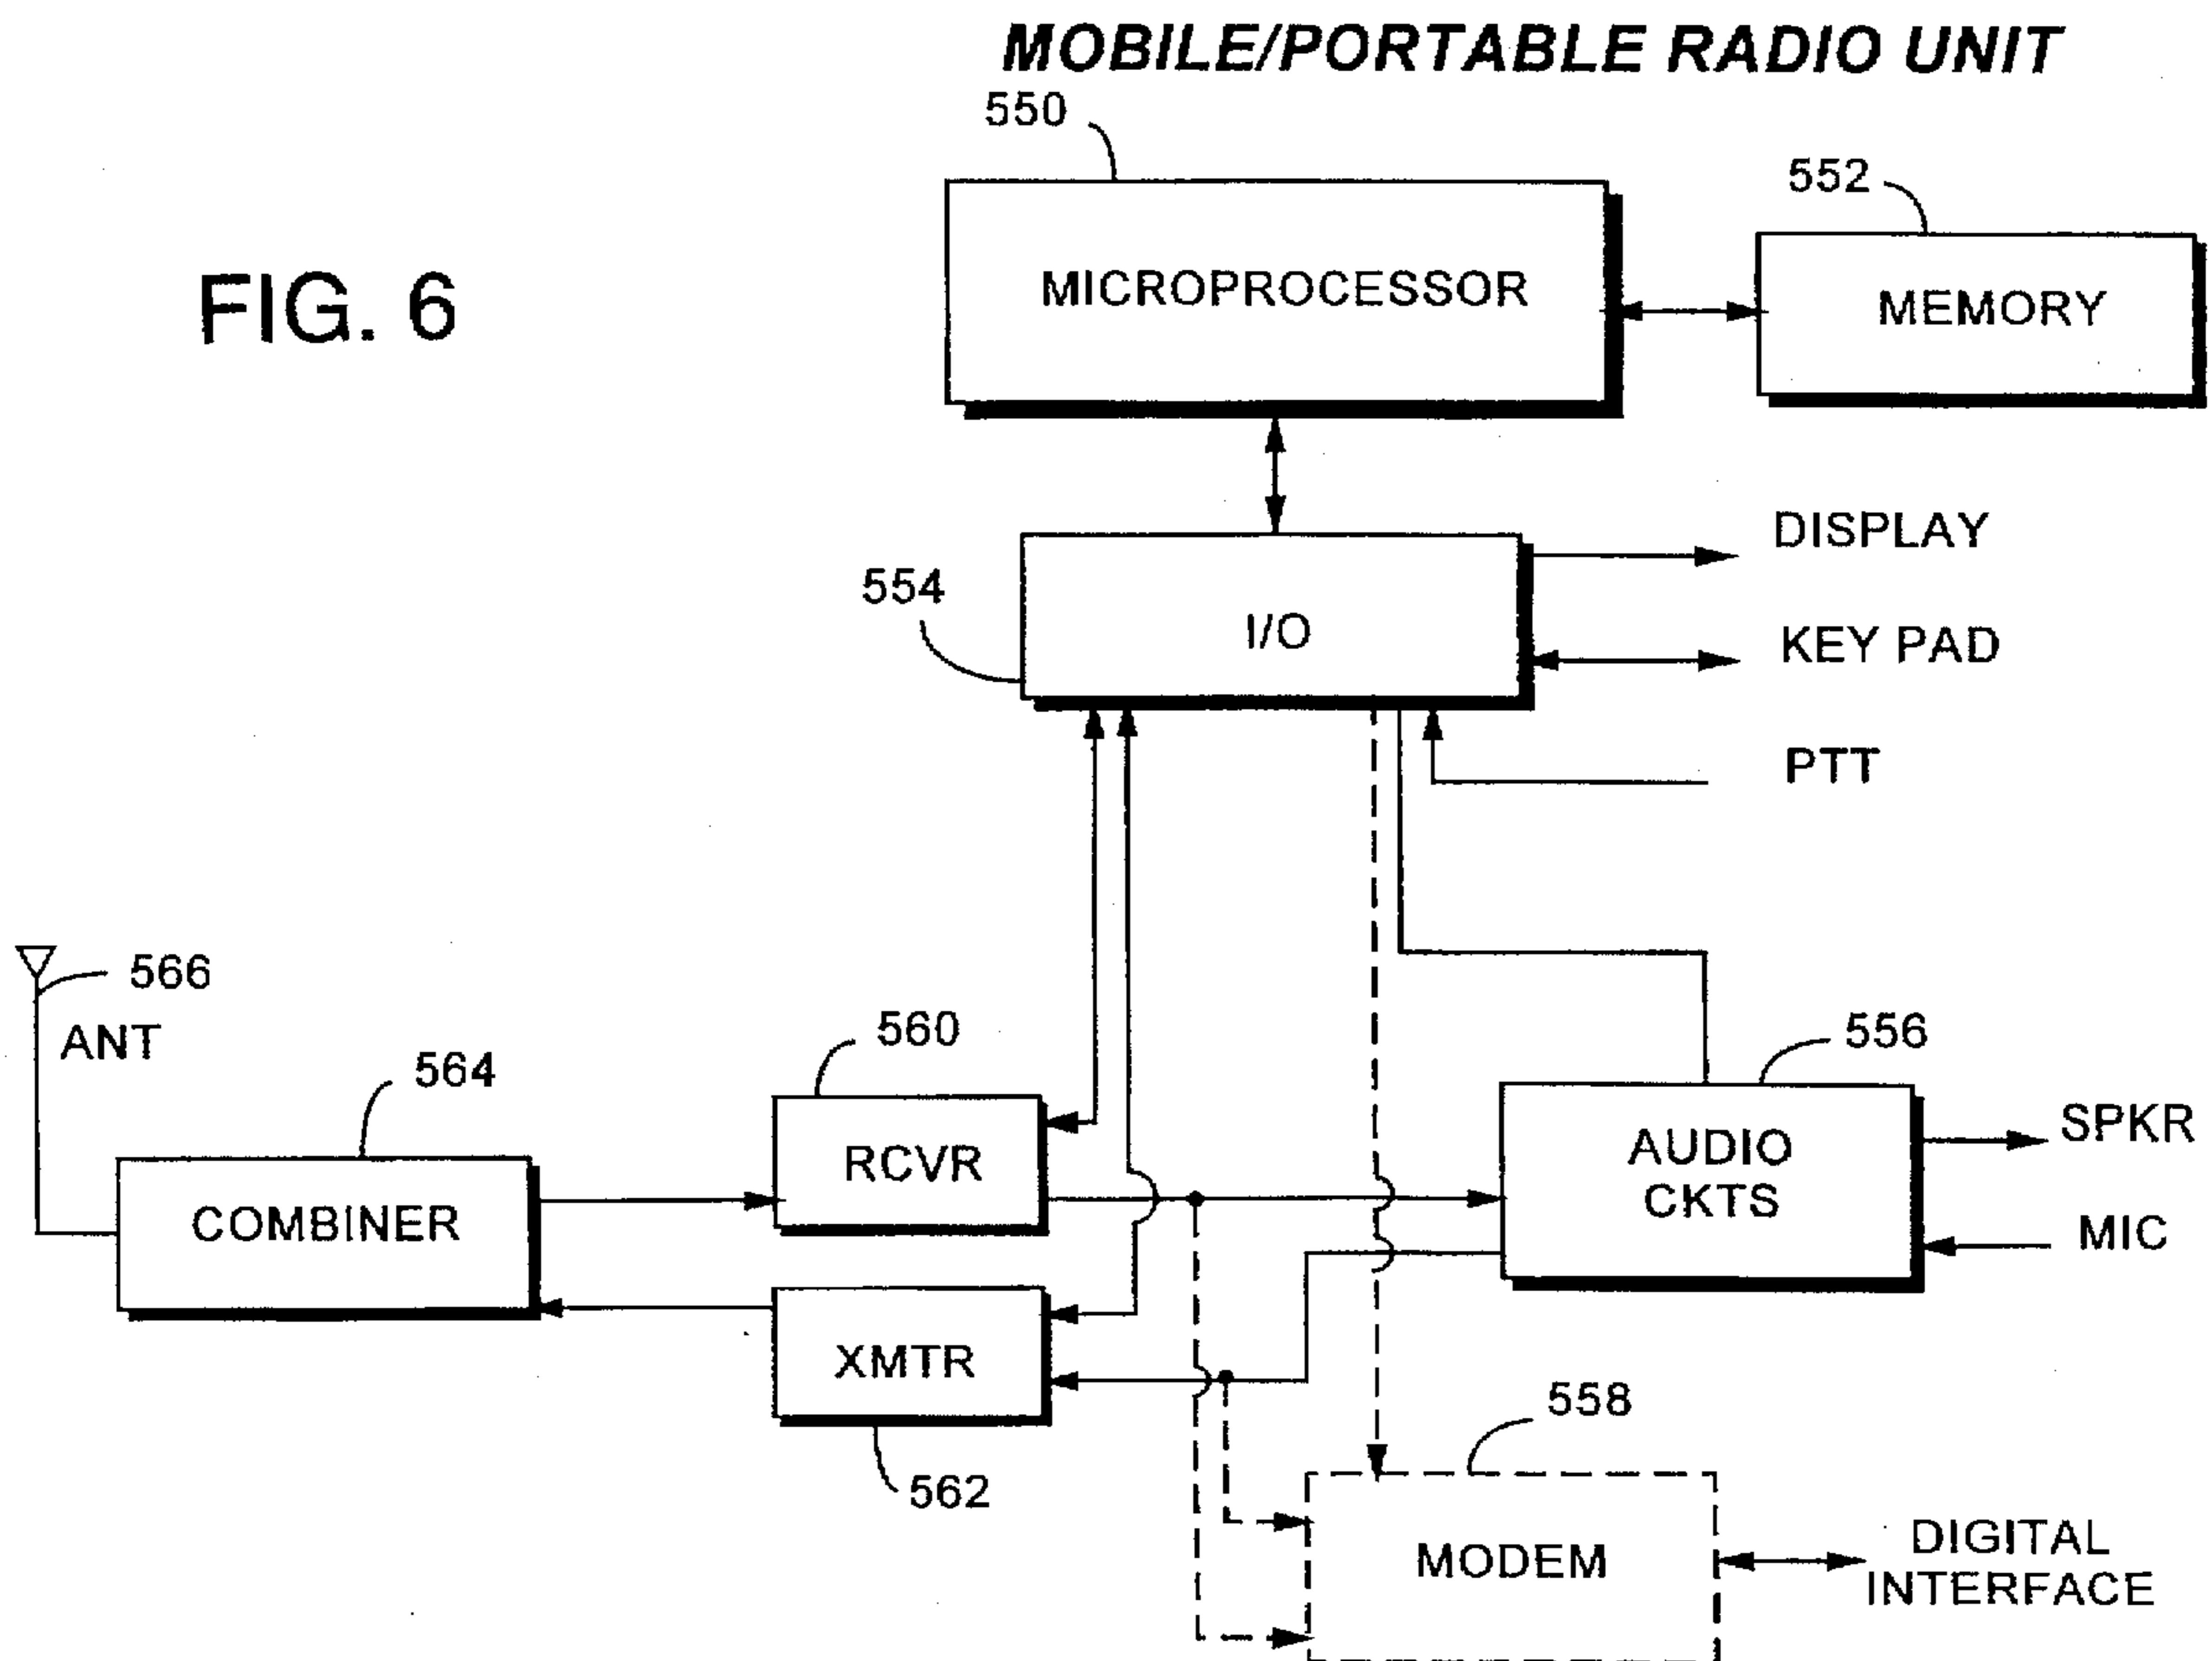 MOBILE/PORTABLE RADIO UNIT
550
552
FIG. 6
MICROPROCESSOR
MEMORY
DISPLAY
554
I/O
KEY PAD
PTT
566
ANT
560
556
564
SPKR
RCVR
AUDIO
CKTS
COMBINER
MIC
XMTR
558
562
MODEM
DIGITAL
INTERFACE